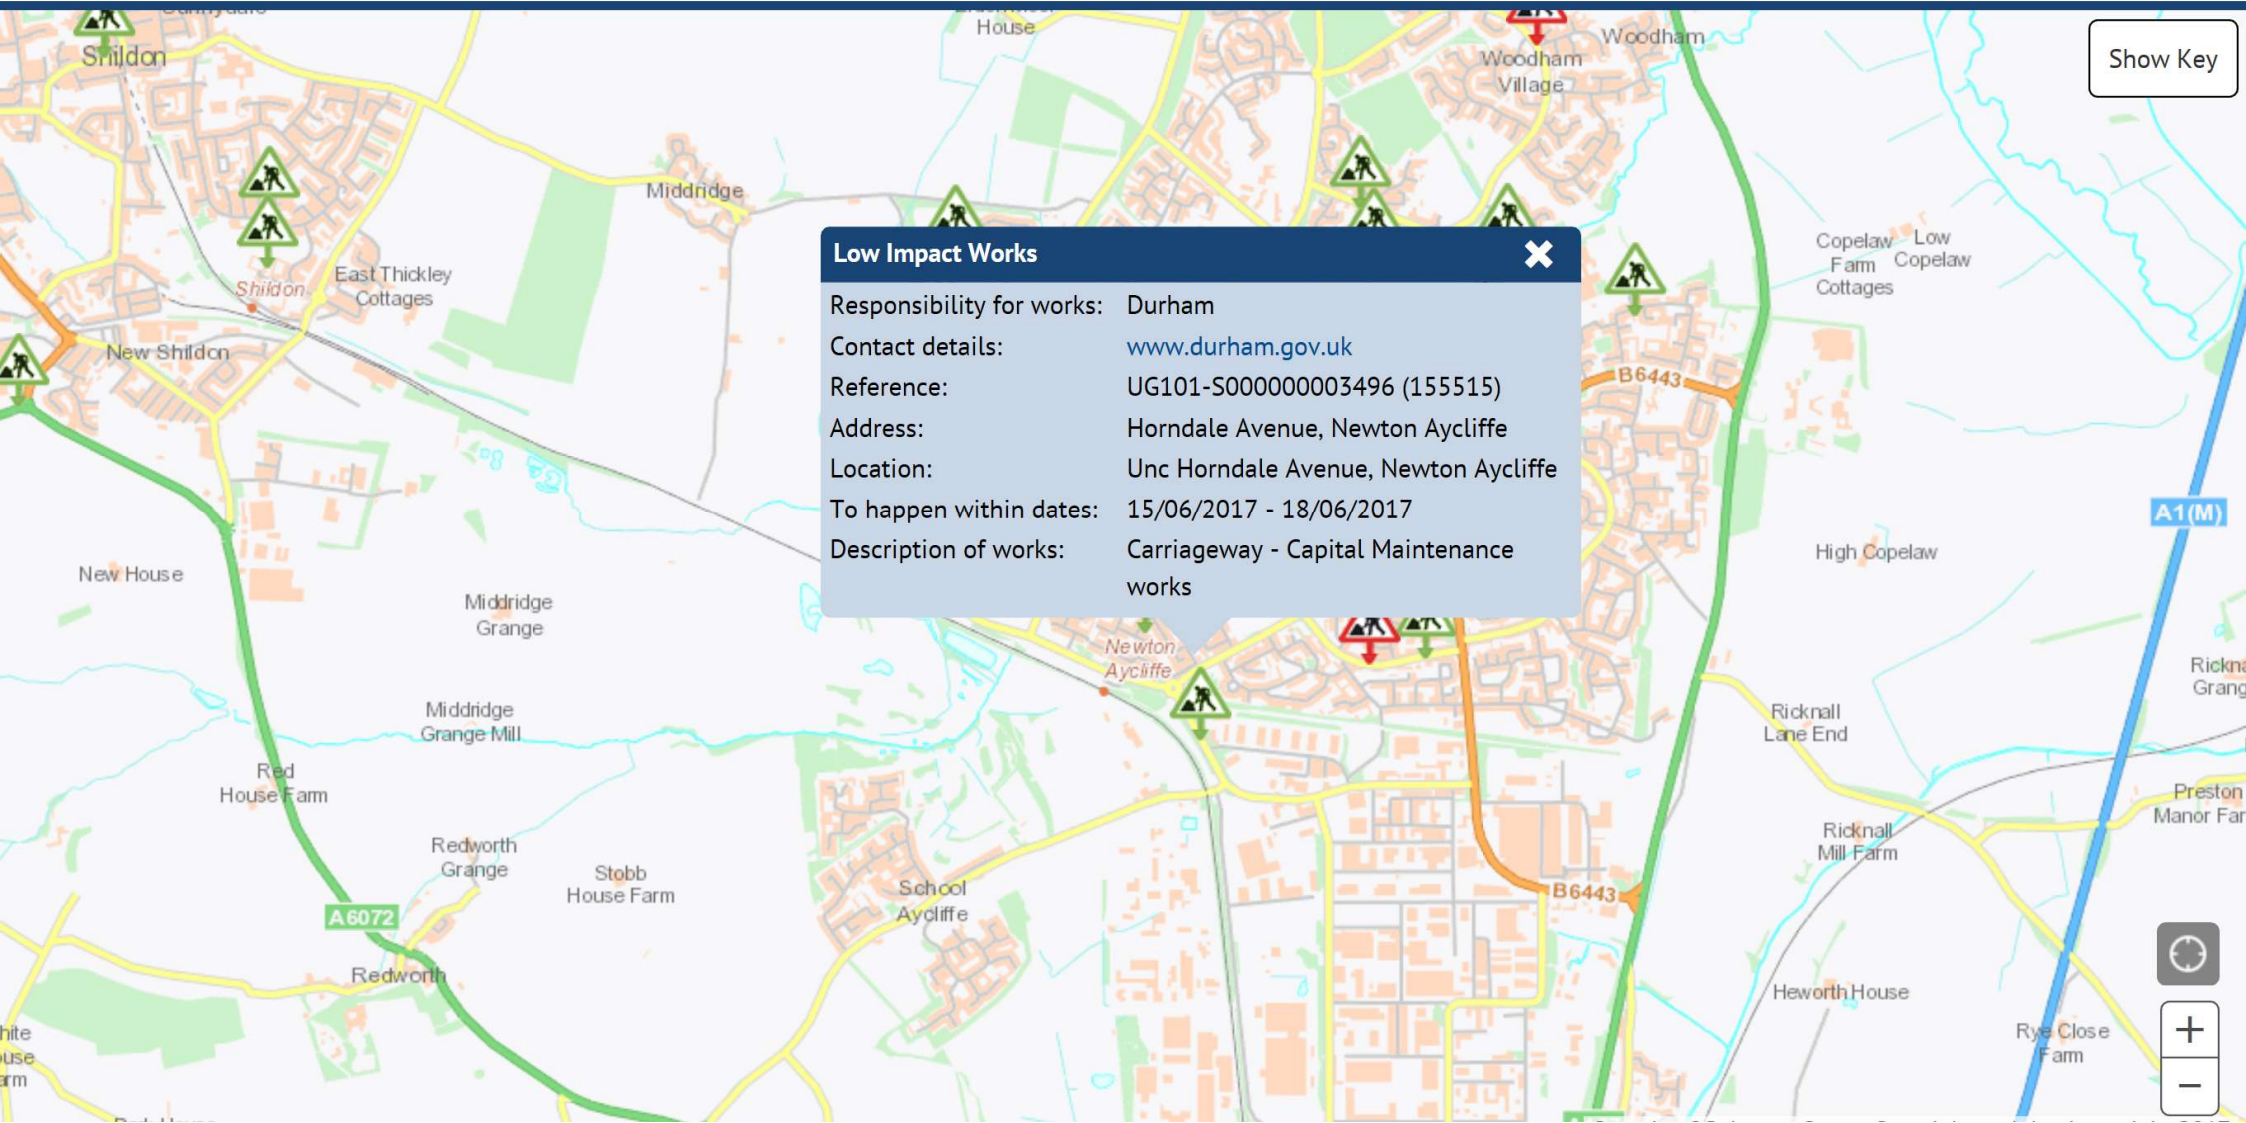 House
Woodham
Woodham
Village
Show Key
Shildon
Middridge
East Thickley
Cottages
Shildon
New Shildon
Copelaw
Farm
Cottages
Low
Copelaw
Low Impact Works
Responsibility for works: Durham
Contact details: www.durham.gov.uk
Reference: UG101-S000000003496 (155515)
Address: Horndale Avenue, Newton Aycliffe
Location: Unc Horndale Avenue, Newton Aycliffe
To happen within dates: 15/06/2017 - 18/06/2017
Description of works: Carriageway - Capital Maintenance
works
B6443
A1(M)
High Copelaw
New House
Middridge
Grange
Newton
Aycliffe
Middridge
Grange Mill
Ricknall
Lane End
Red
House Farm
Redworth
Grange
Stobb
House Farm
School
Aycliffe
Ricknall
Mill Farm
Preston
Manor Far
B6443
A6072
Redworth
Heworth House
Rye Close
Farm
+
−